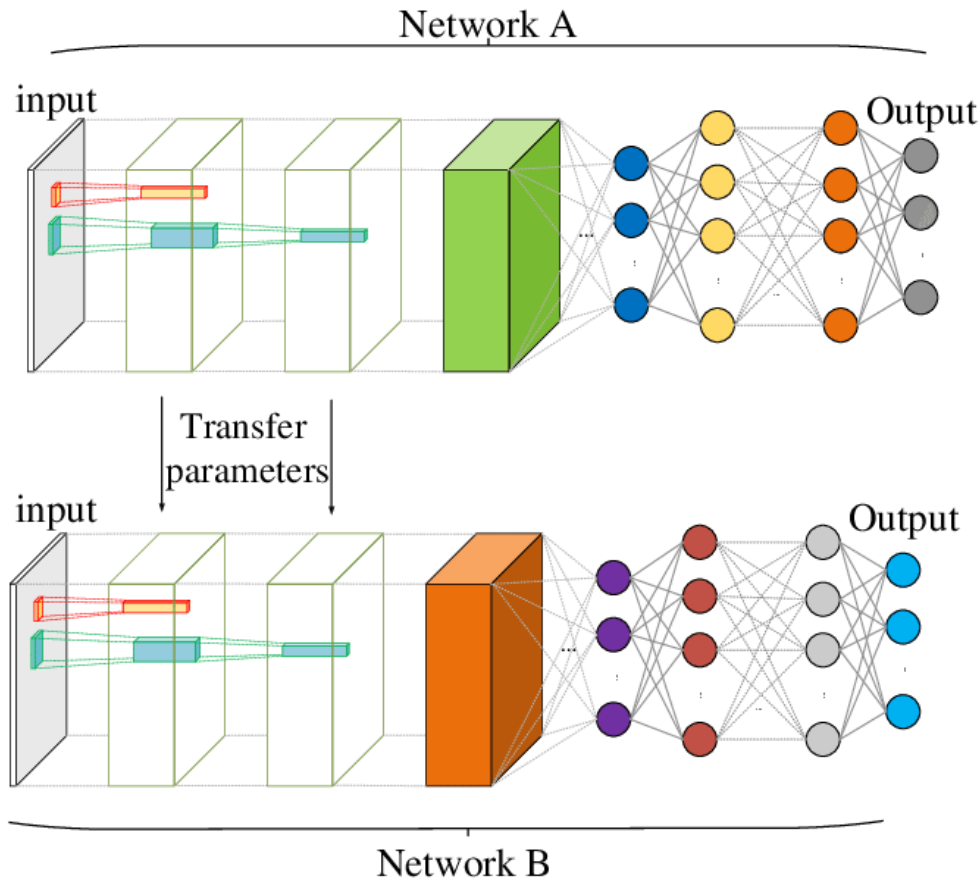 Network A
input
Output
...
Transfer
parameters
input
Output
...
Network B